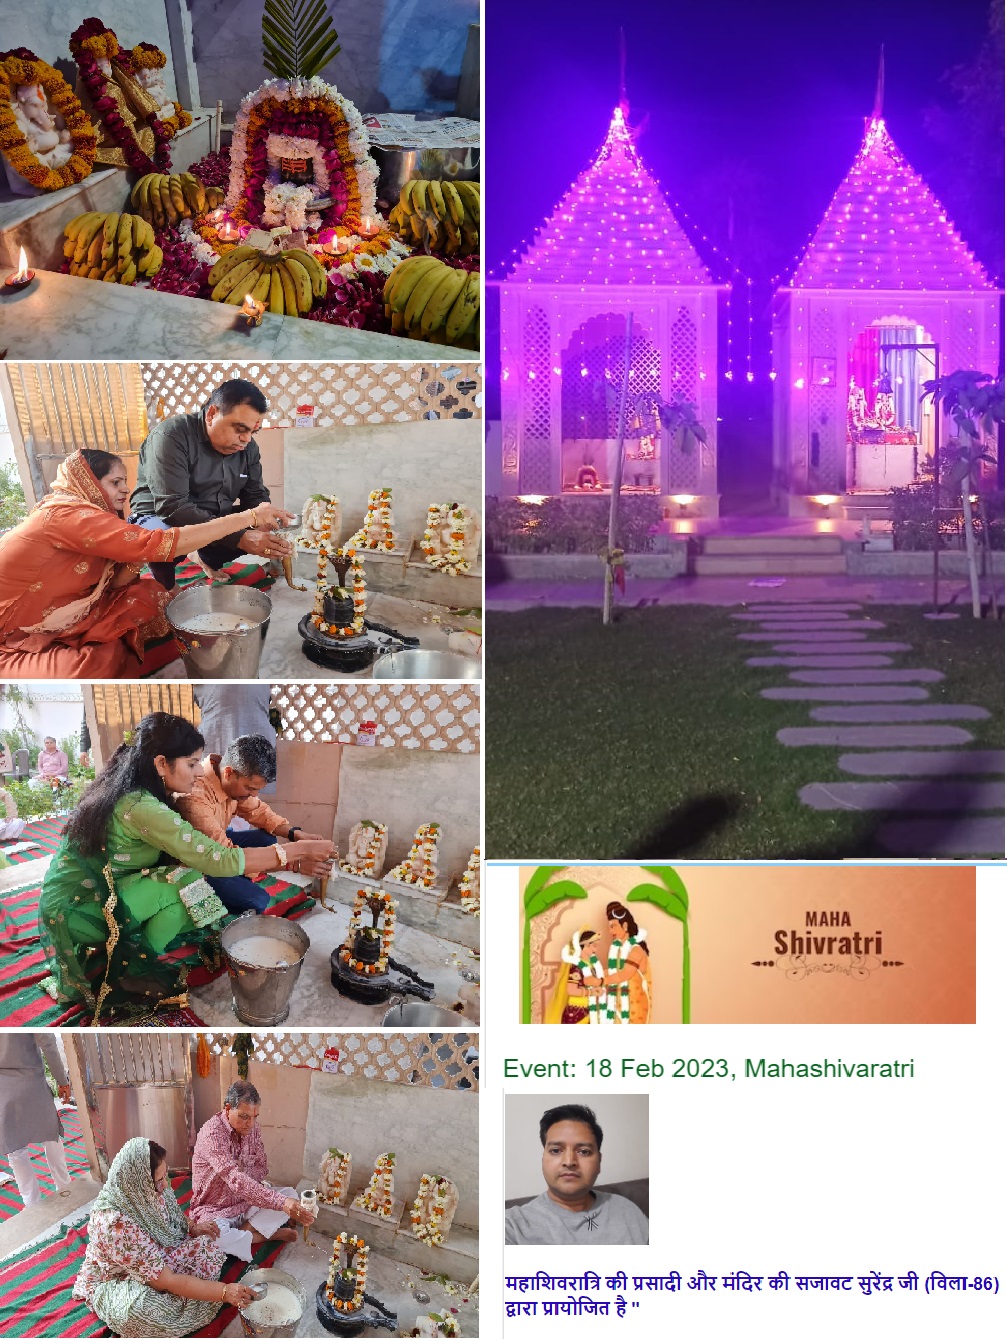 MAHA
Shivratri
Event: 18 Feb 2023, Mahashivaratri
महाशिवरात्रि की प्रसादी और मंदिर की सजावट सुरेंद्र जी (विला-86)
द्वारा प्रायोजित है "